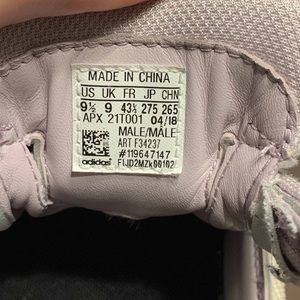 MADE IN CHINA
US UK FR JP CHN
9½ 9 43⅓ 275 265
APX 21T001 04/18
MALE/MALE
ART F34237
#119647147
adidas